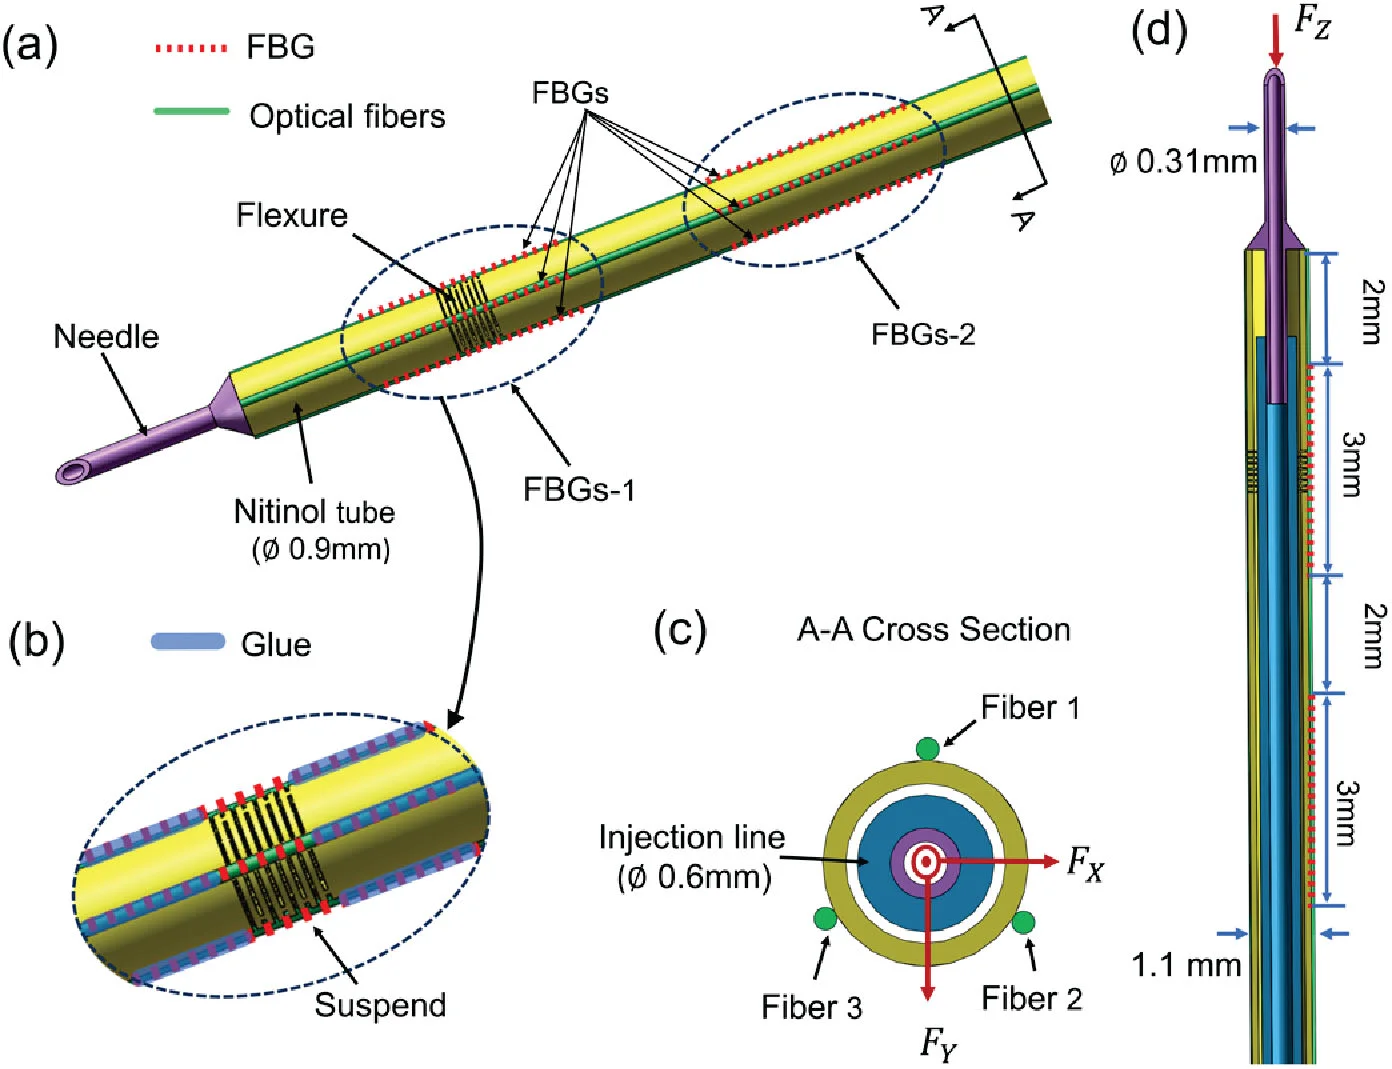 (a)
FBG
Optical fibers
FBGs
A
A
Flexure
Needle
FBGs-2
FBGs-1
Nitinol tube
(ϕ 0.9mm)
(b)
Glue
Suspend
(c)
A-A Cross Section
Fiber 1
Injection line
(ϕ 0.6mm)
F_X
Fiber 3
Fiber 2
F_Y
(d)
F_Z
ϕ 0.31mm
2mm
3mm
2mm
3mm
1.1 mm